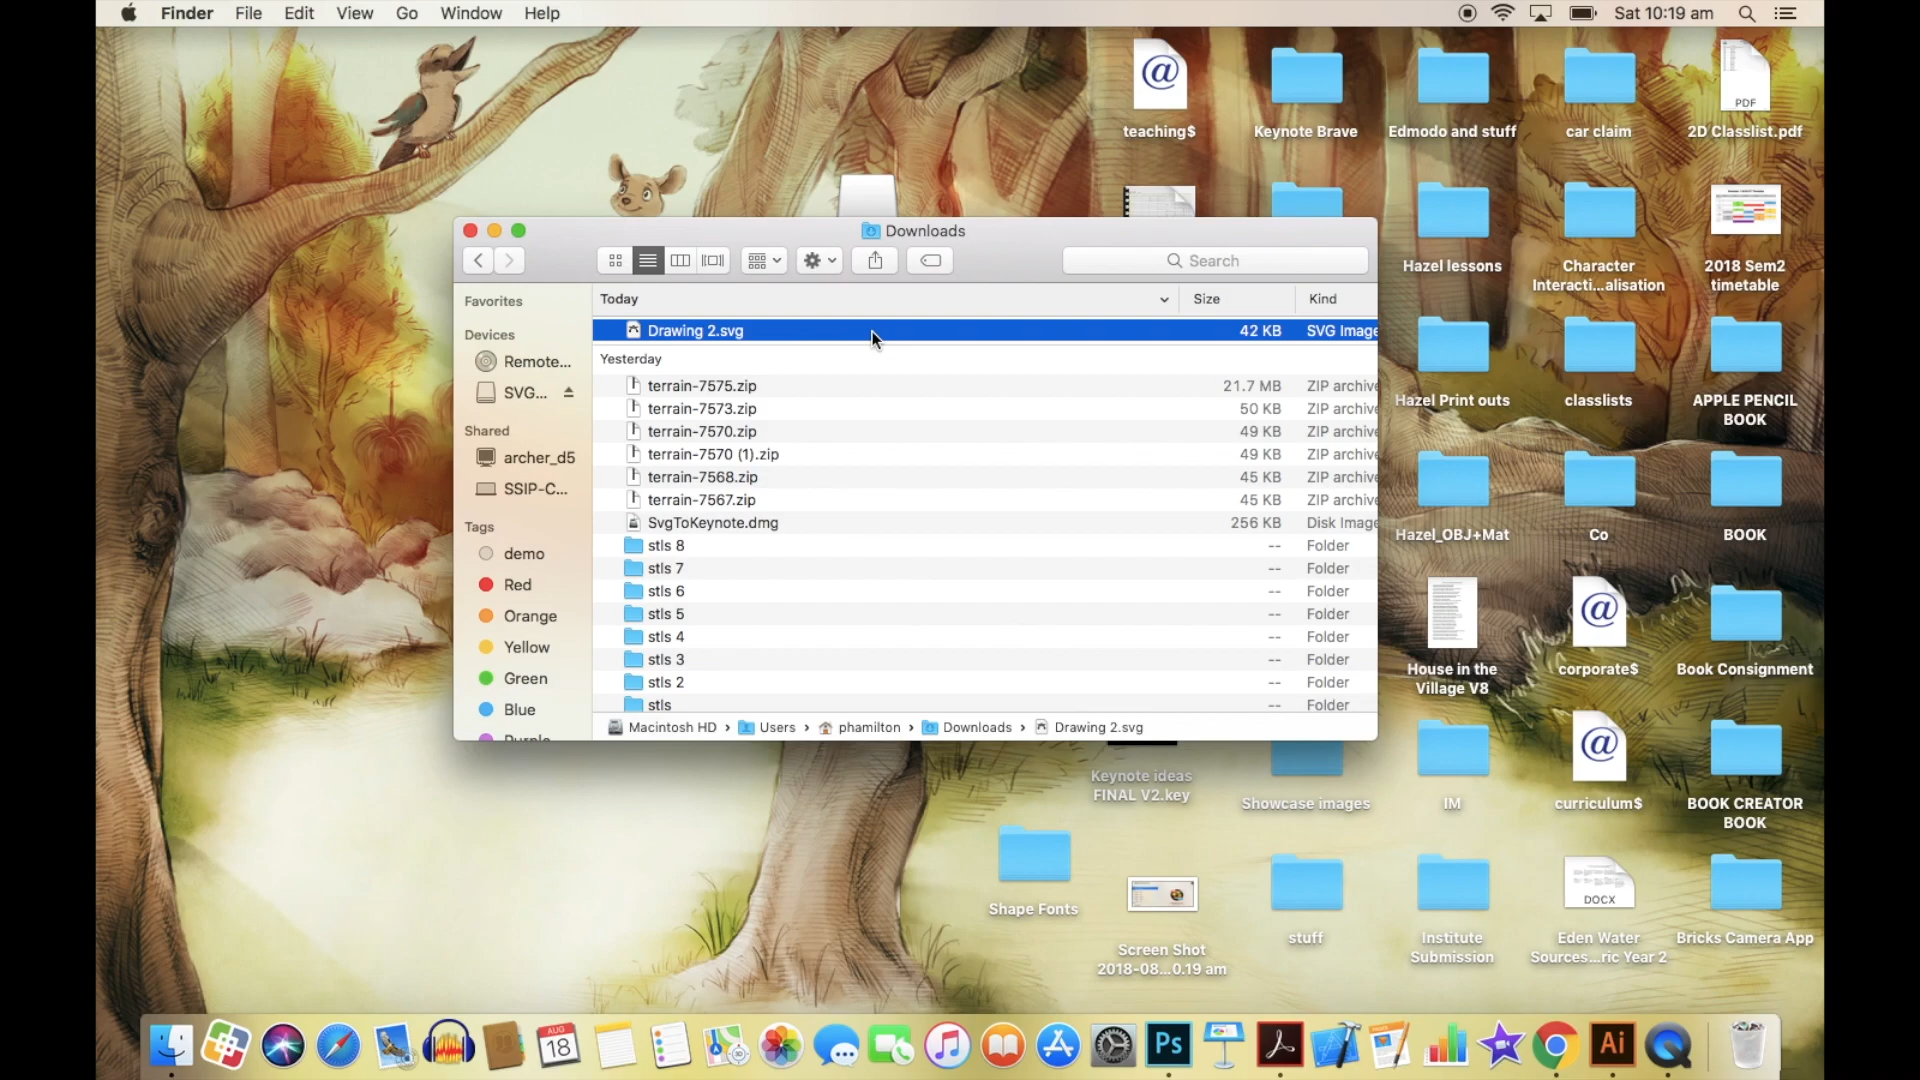 Finder File Edit View Go Window Help Sat 10:19 am
teaching$
Keynote Brave
Edmodo and stuff
car claim
PDF
2D Classlist.pdf
Hazel lessons
Character
Interacti...alisation
2018 Sem2
timetable
Hazel Print outs
classlists
APPLE PENCIL
BOOK
Hazel_OBJ+Mat
Co
BOOK
House in the
Village V8
corporate$
Book Consignment
Keynote ideas
FINAL V2.key
Showcase images
IM
curriculum$
BOOK CREATOR
BOOK
Shape Fonts
Screen Shot
2018-08...0.19 am
stuff
Institute
Submission
DOCX
Eden Water
Sources...ric Year 2
Bricks Camera App
Downloads
Search
Favorites
Devices
Remote...
SVG...
Shared
archer_d5
SSIP-C...
Tags
demo
Red
Orange
Yellow
Green
Blue
Purple
Today Size Kind
Drawing 2.svg 42 KB SVG Image
Yesterday
terrain-7575.zip 21.7 MB ZIP archive
terrain-7573.zip 50 KB ZIP archive
terrain-7570.zip 49 KB ZIP archive
terrain-7570 (1).zip 49 KB ZIP archive
terrain-7568.zip 45 KB ZIP archive
terrain-7567.zip 45 KB ZIP archive
SvgToKeynote.dmg 256 KB Disk Image
stls 8 -- Folder
stls 7 -- Folder
stls 6 -- Folder
stls 5 -- Folder
stls 4 -- Folder
stls 3 -- Folder
stls 2 -- Folder
stls -- Folder
Macintosh HD › Users › phamilton › Downloads › Drawing 2.svg
AUG
18
Ps
Ai